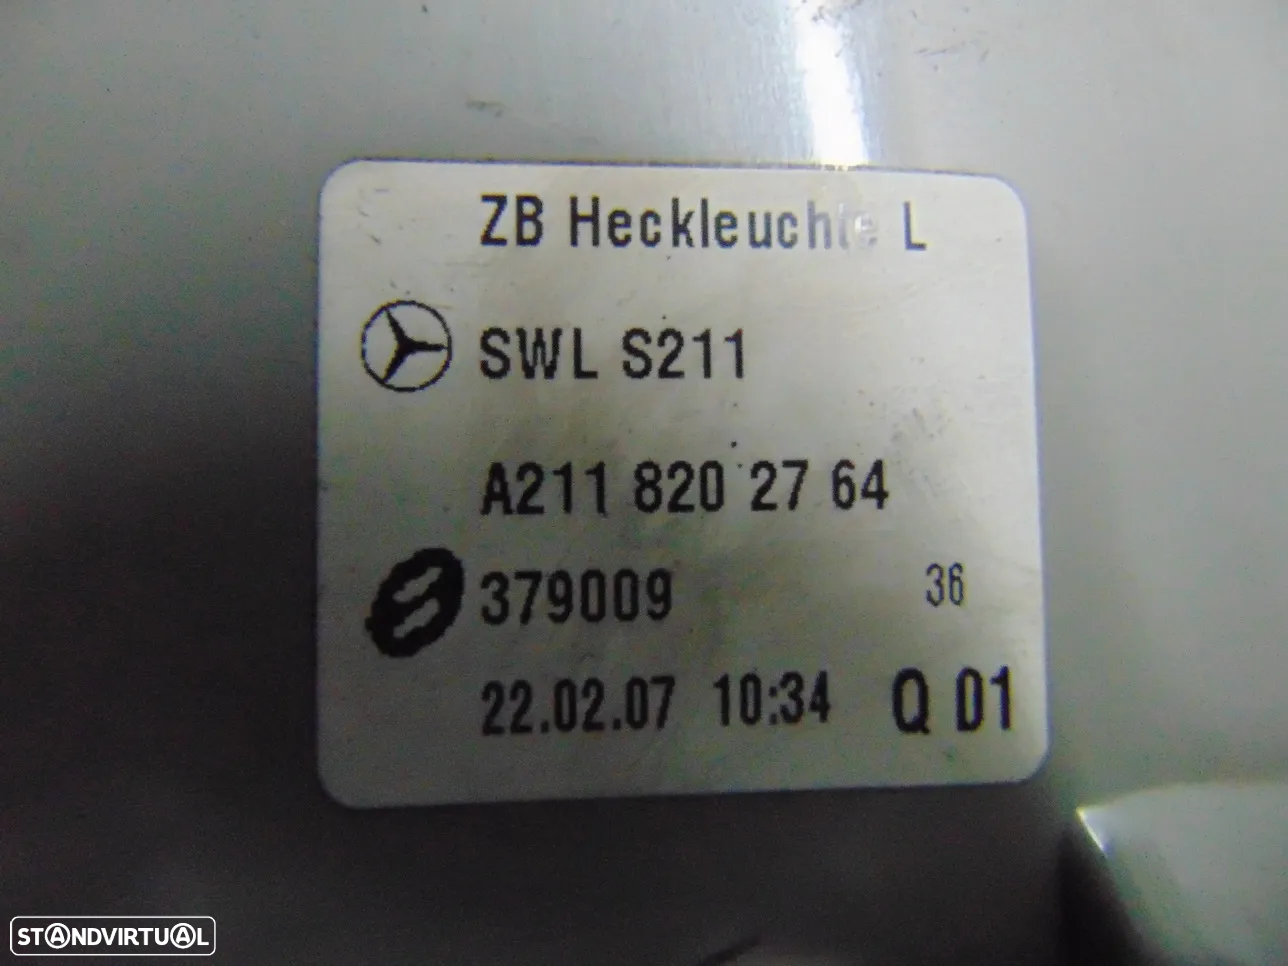 ZB Heckleuchte L
SWL S211
A211 820 27 64
379009 36
22.02.07 10:34 Q 01
STANDVIRTUAL